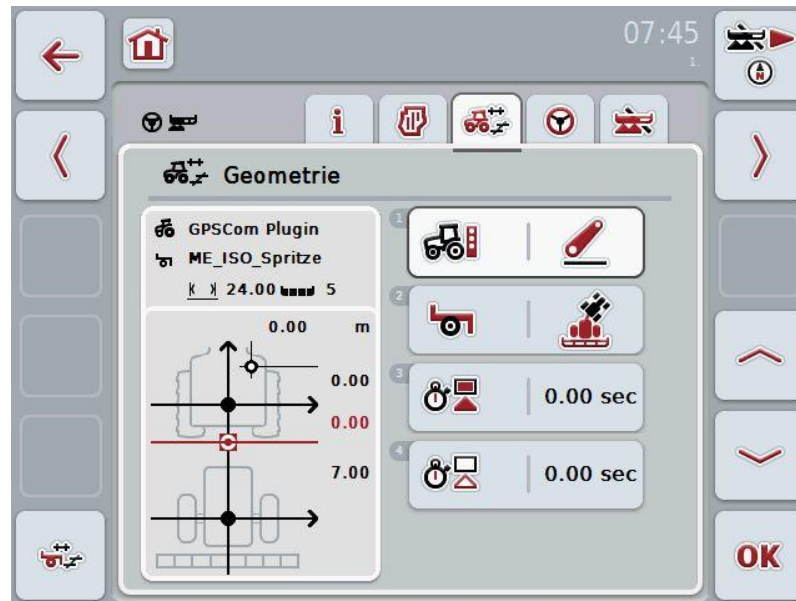 07:45
1.
N
i
Geometrie
GPSCom Plugin
ME_ISO_Spritze
24.00 5
0.00 m
0.00
0.00
7.00
1
2
3
0.00 sec
4
0.00 sec
OK